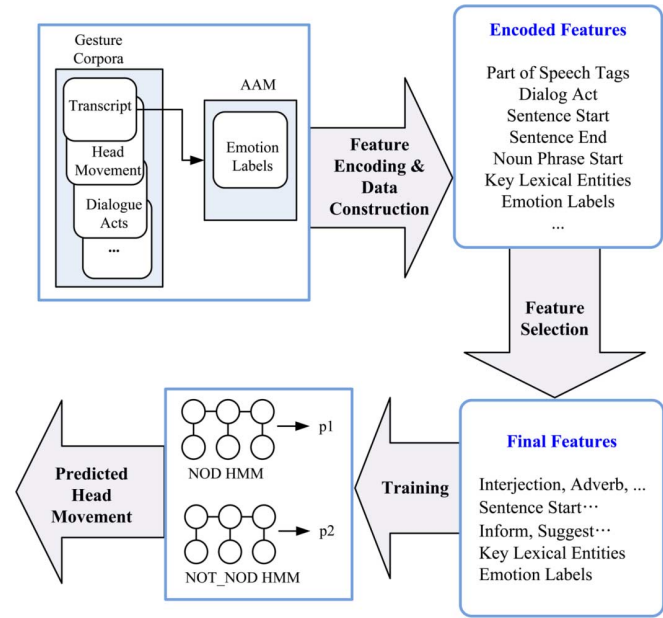 Gesture
Corpora
Transcript
Head
Movement
Dialogue
Acts
...
AAM
Emotion
Labels
Feature
Encoding &
Data
Construction
Encoded Features
Part of Speech Tags
Dialog Act
Sentence Start
Sentence End
Noun Phrase Start
Key Lexical Entities
Emotion Labels
...
Feature
Selection
Final Features
Interjection, Adverb, ...
Sentence Start⋯
Inform, Suggest⋯
Key Lexical Entities
Emotion Labels
Training
p1
NOD HMM
p2
NOT_NOD HMM
Predicted
Head
Movement